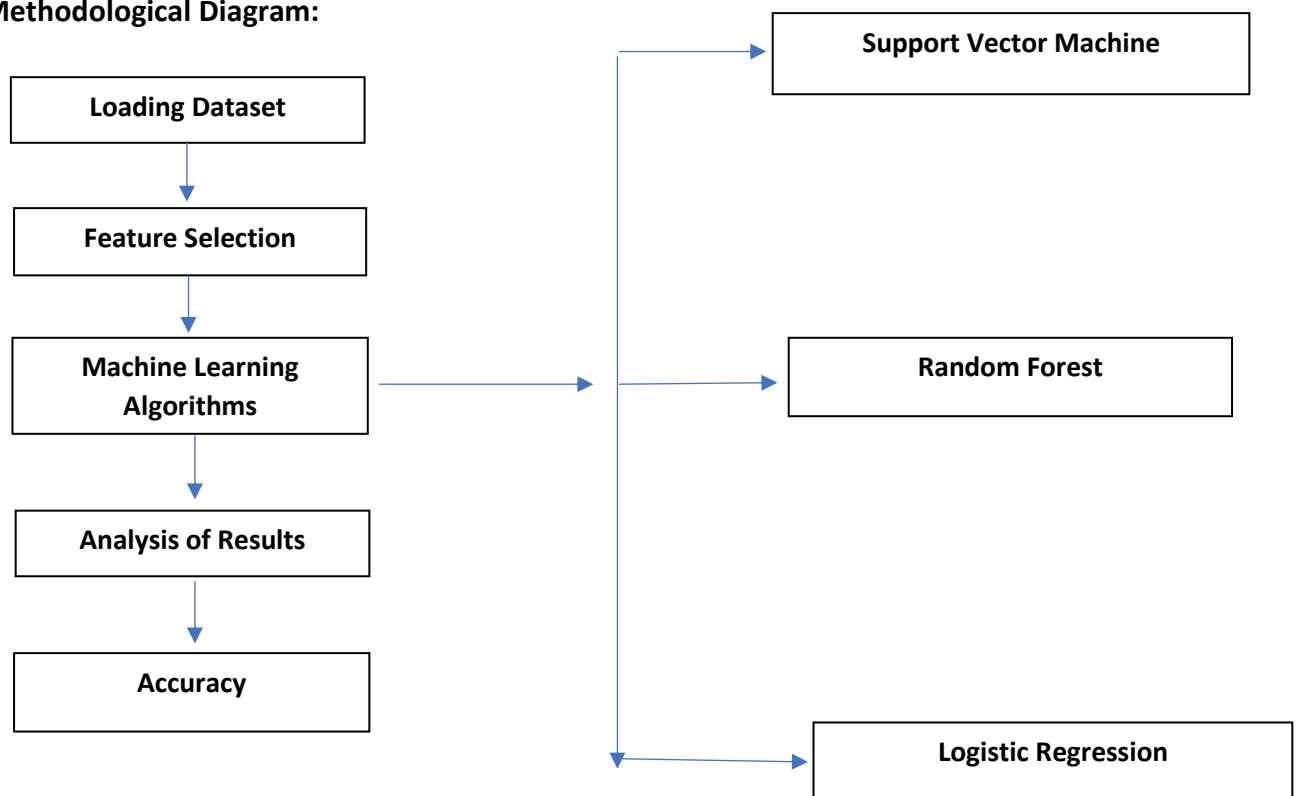 Methodological Diagram:
Loading Dataset
Feature Selection
Machine Learning
Algorithms
Analysis of Results
Accuracy
Support Vector Machine
Random Forest
Logistic Regression